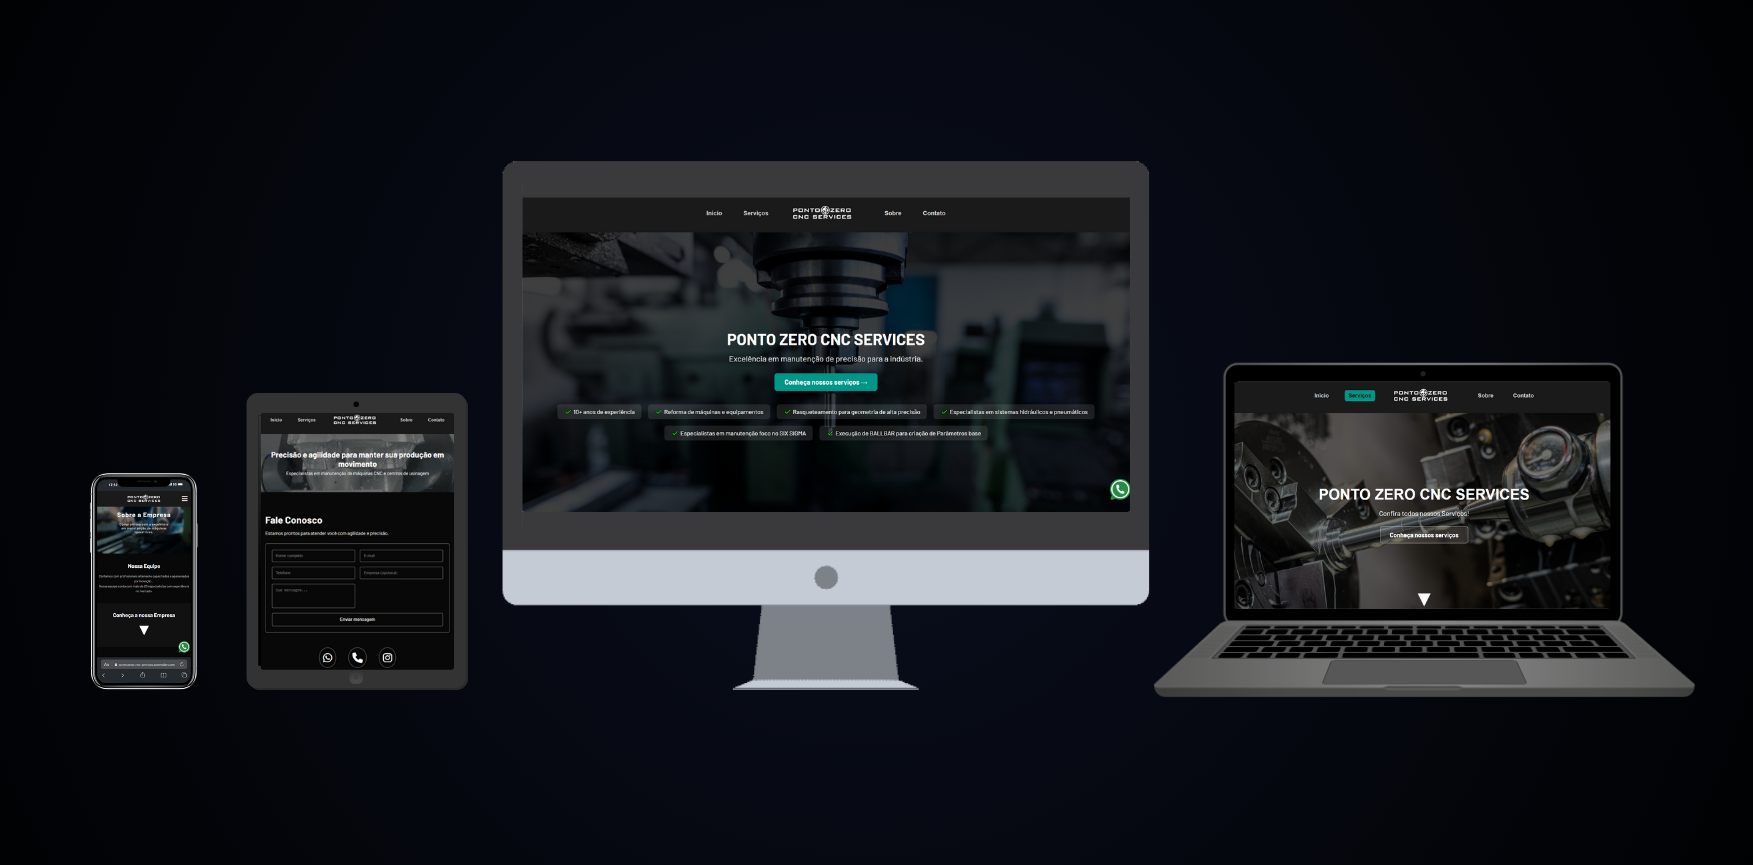 12:52
PONTO ZERO
CNC SERVICES
Sobre a Empresa
Nossa Equipe
Conheça a nossa Empresa
Início
Serviços
PONTO ZERO
CNC SERVICES
Sobre
Contato
Precisão e agilidade para manter sua produção em
movimento
Especialistas em manutenção de máquinas CNC e centros de usinagem
Fale Conosco
Estamos prontos para atender você com agilidade e precisão.
Nome completo
E-mail
Telefone
Empresa (opcional)
Sua mensagem ...
Enviar mensagem
Início
Serviços
PONTO ZERO
CNC SERVICES
Sobre
Contato
PONTO ZERO CNC SERVICES
Excelência em manutenção de precisão para a indústria.
Conheça nossos serviços →
10+ anos de experiência
Reforma de máquinas e equipamentos
Rasqueteamento para geometria de alta precisão
Especialistas em sistemas hidráulicos e pneumáticos
Especialistas em manutenção foco no SIX SIGMA
Execução de BALLBAR para criação de Parâmetros base
Início
Serviços
PONTO ZERO
CNC SERVICES
Sobre
Contato
PONTO ZERO CNC SERVICES
Confira todos nossos Serviços!
Conheça nossos serviços